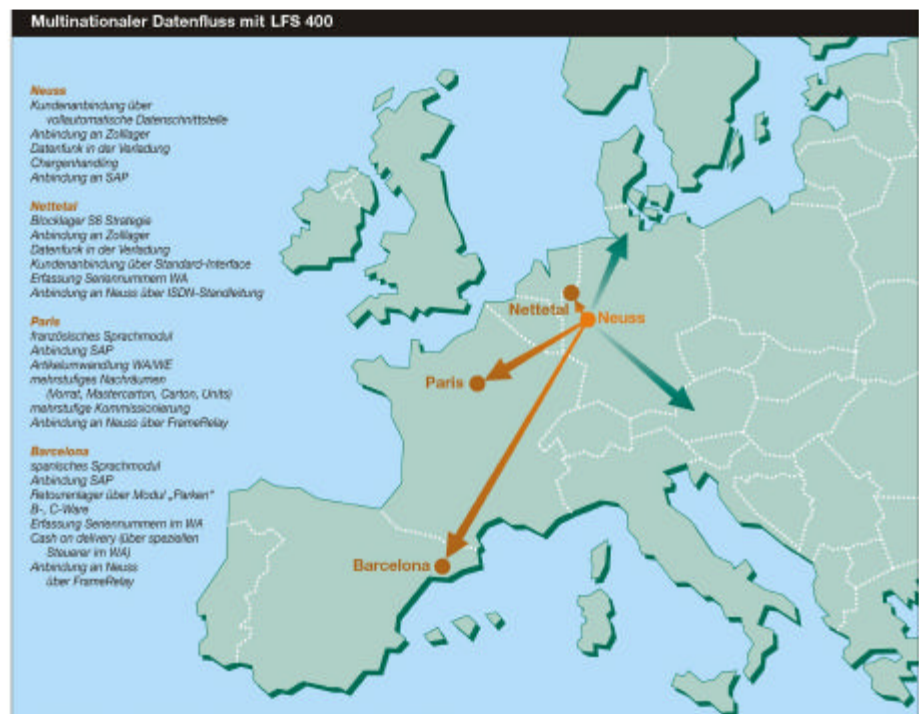 Multinationaler Datenfluss mit LFS 400
Neuss
Kundenanbindung über
vollautomatische Datenschnittstelle
Anbindung an Zolllager
Datenfunk in der Verladung
Chargenhandling
Anbindung an SAP
Nettetal
Blocklager S6 Strategie
Anbindung an Zolllager
Datenfunk in der Verladung
Kundenanbindung über Standard-Interface
Erfassung Seriennummern WA
Anbindung an Neuss über ISDN-Standleitung
Paris
französisches Sprachmodul
Anbindung SAP
Artikelumwandlung WA/WE
mehrstufiges Nachräumen
(Vorrat, Mastercarton, Carton, Units)
mehrstufige Kommissionierung
Anbindung an Neuss über FrameRelay
Barcelona
spanisches Sprachmodul
Anbindung SAP
Retourenlager über Modul „Parken“
B-, C-Ware
Erfassung Seriennummern im WA
Cash on delivery (über speziellen
Steuerer im WA)
Anbindung an Neuss
über FrameRelay
Nettetal
Neuss
Paris
Barcelona